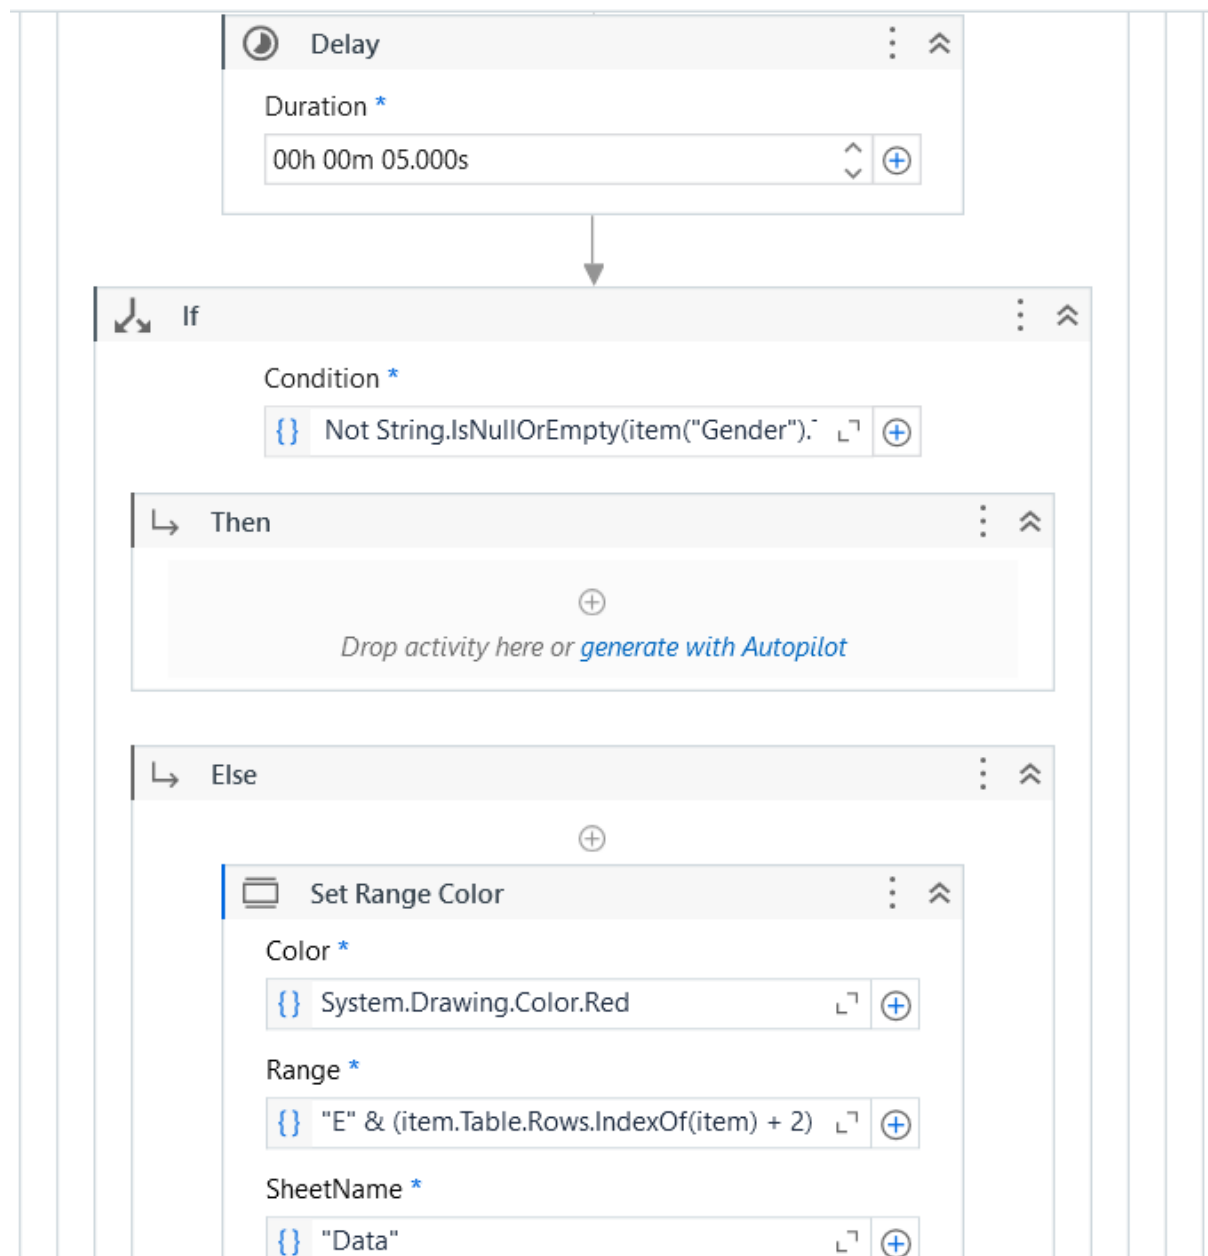 Delay
Duration *
00h 00m 05.000s
If
Condition *
{} Not String.IsNullOrEmpty(item("Gender").
Then
Drop activity here or generate with Autopilot
Else
Set Range Color
Color *
{} System.Drawing.Color.Red
Range *
{} "E" & (item.Table.Rows.IndexOf(item) + 2)
SheetName *
{} "Data"